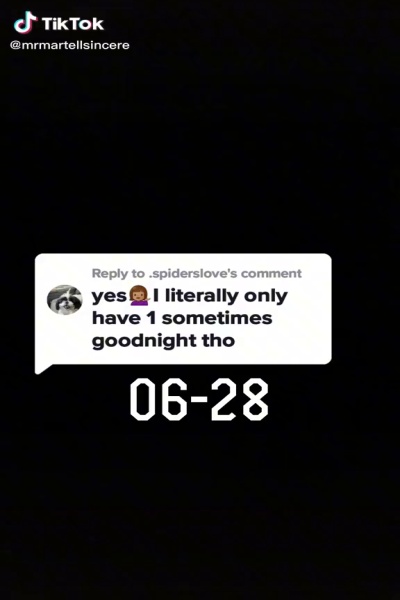 TikTok
@mrmartellsincere
Reply to .spiderslove's comment
yes💁🏾‍♀️I literally only
have 1 sometimes
goodnight tho
06-28